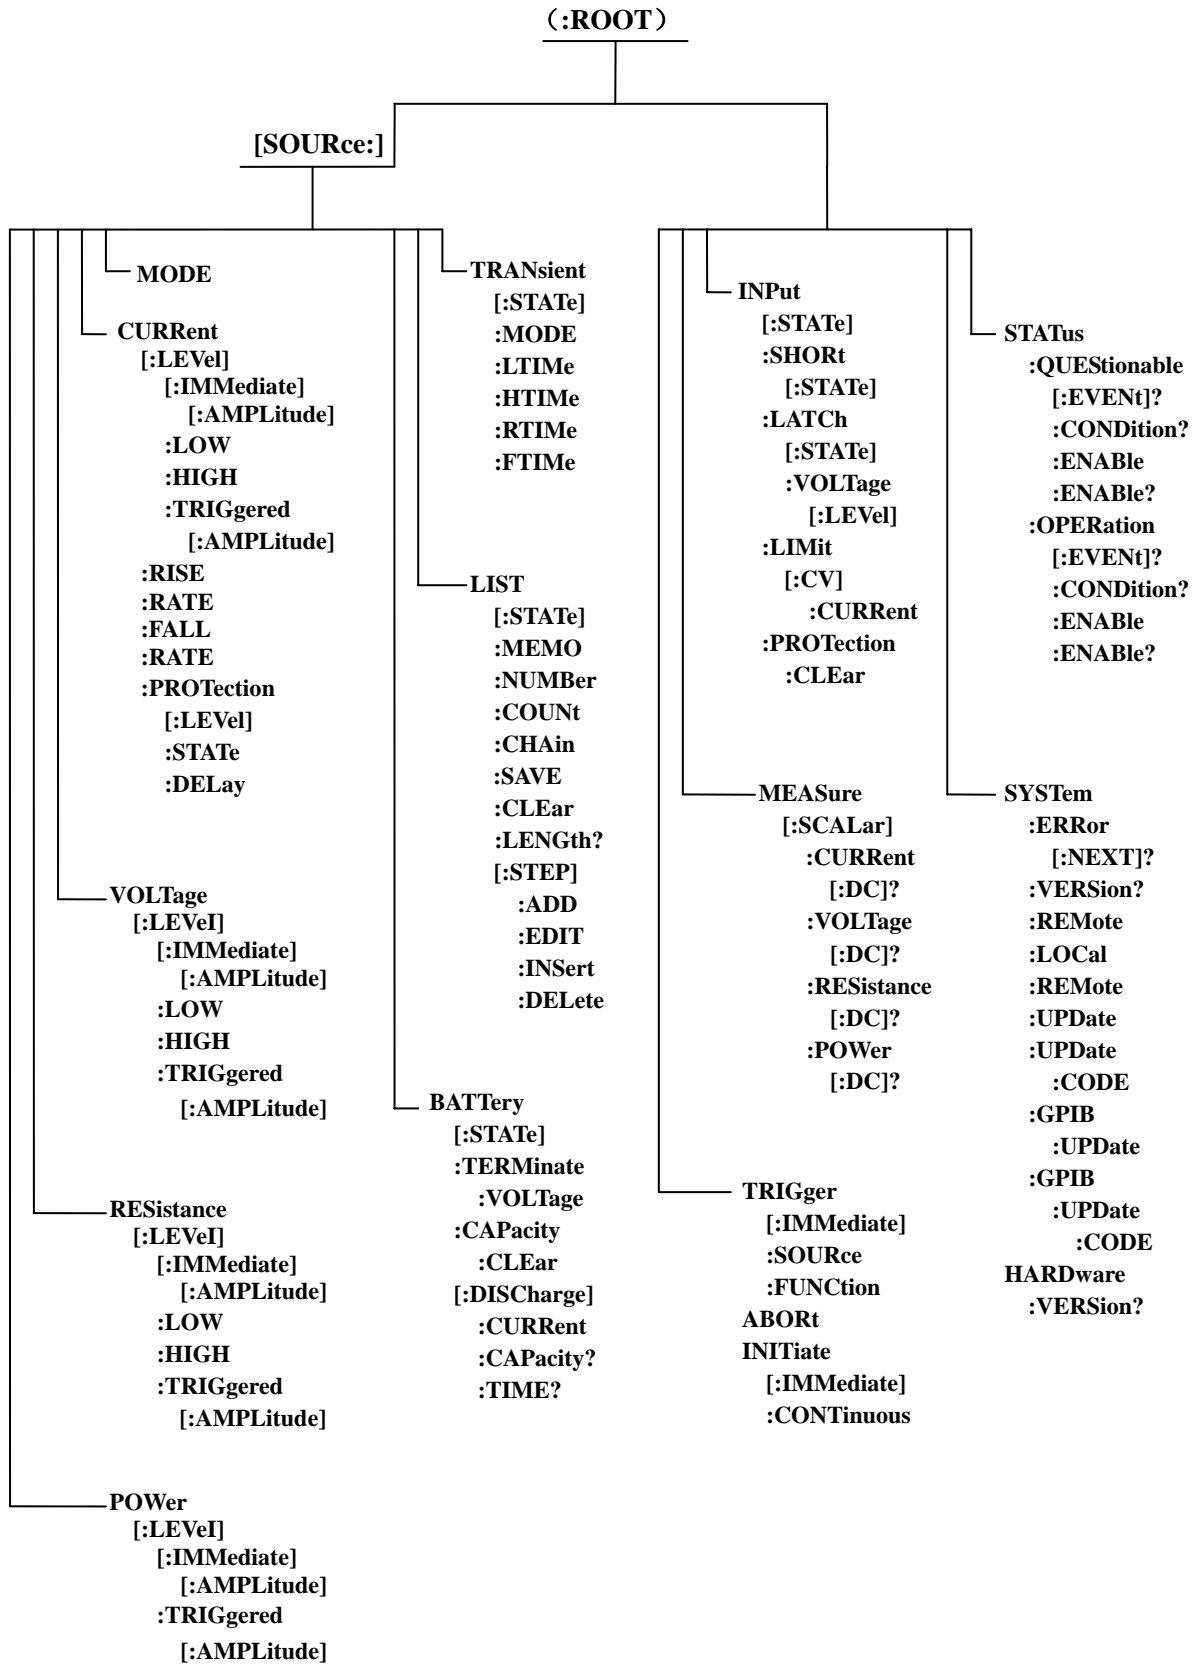 （:ROOT）
[SOURce:]
MODE
CURRent
[:LEVel]
[:IMMediate]
[:AMPLitude]
:LOW
:HIGH
:TRIGgered
[:AMPLitude]
:RISE
:RATE
:FALL
:RATE
:PROTection
[:LEVel]
:STATe
:DELay
VOLTage
[:LEVeI]
[:IMMediate]
[:AMPLitude]
:LOW
:HIGH
:TRIGgered
[:AMPLitude]
RESistance
[:LEVeI]
[:IMMediate]
[:AMPLitude]
:LOW
:HIGH
:TRIGgered
[:AMPLitude]
POWer
[:LEVeI]
[:IMMediate]
[:AMPLitude]
:TRIGgered
[:AMPLitude]
TRANsient
[:STATe]
:MODE
:LTIMe
:HTIMe
:RTIMe
:FTIMe
LIST
[:STATe]
:MEMO
:NUMBer
:COUNt
:CHAin
:SAVE
:CLEar
:LENGth?
[:STEP]
:ADD
:EDIT
:INSert
:DELete
BATTery
[:STATe]
:TERMinate
:VOLTage
:CAPacity
:CLEar
[:DISCharge]
:CURRent
:CAPacity?
:TIME?
INPut
[:STATe]
:SHORt
[:STATe]
:LATCh
[:STATe]
:VOLTage
[:LEVel]
:LIMit
[:CV]
:CURRent
:PROTection
:CLEar
MEASure
[:SCALar]
:CURRent
[:DC]?
:VOLTage
[:DC]?
:RESistance
[:DC]?
:POWer
[:DC]?
TRIGger
[:IMMediate]
:SOURce
:FUNCtion
ABORt
INITiate
[:IMMediate]
:CONTinuous
STATus
:QUEStionable
[:EVENt]?
:CONDition?
:ENABle
:ENABle?
:OPERation
[:EVENt]?
:CONDition?
:ENABle
:ENABle?
SYSTem
:ERRor
[:NEXT]?
:VERSion?
:REMote
:LOCal
:REMote
:UPDate
:UPDate
:CODE
:GPIB
:UPDate
:GPIB
:UPDate
:CODE
HARDware
:VERSion?